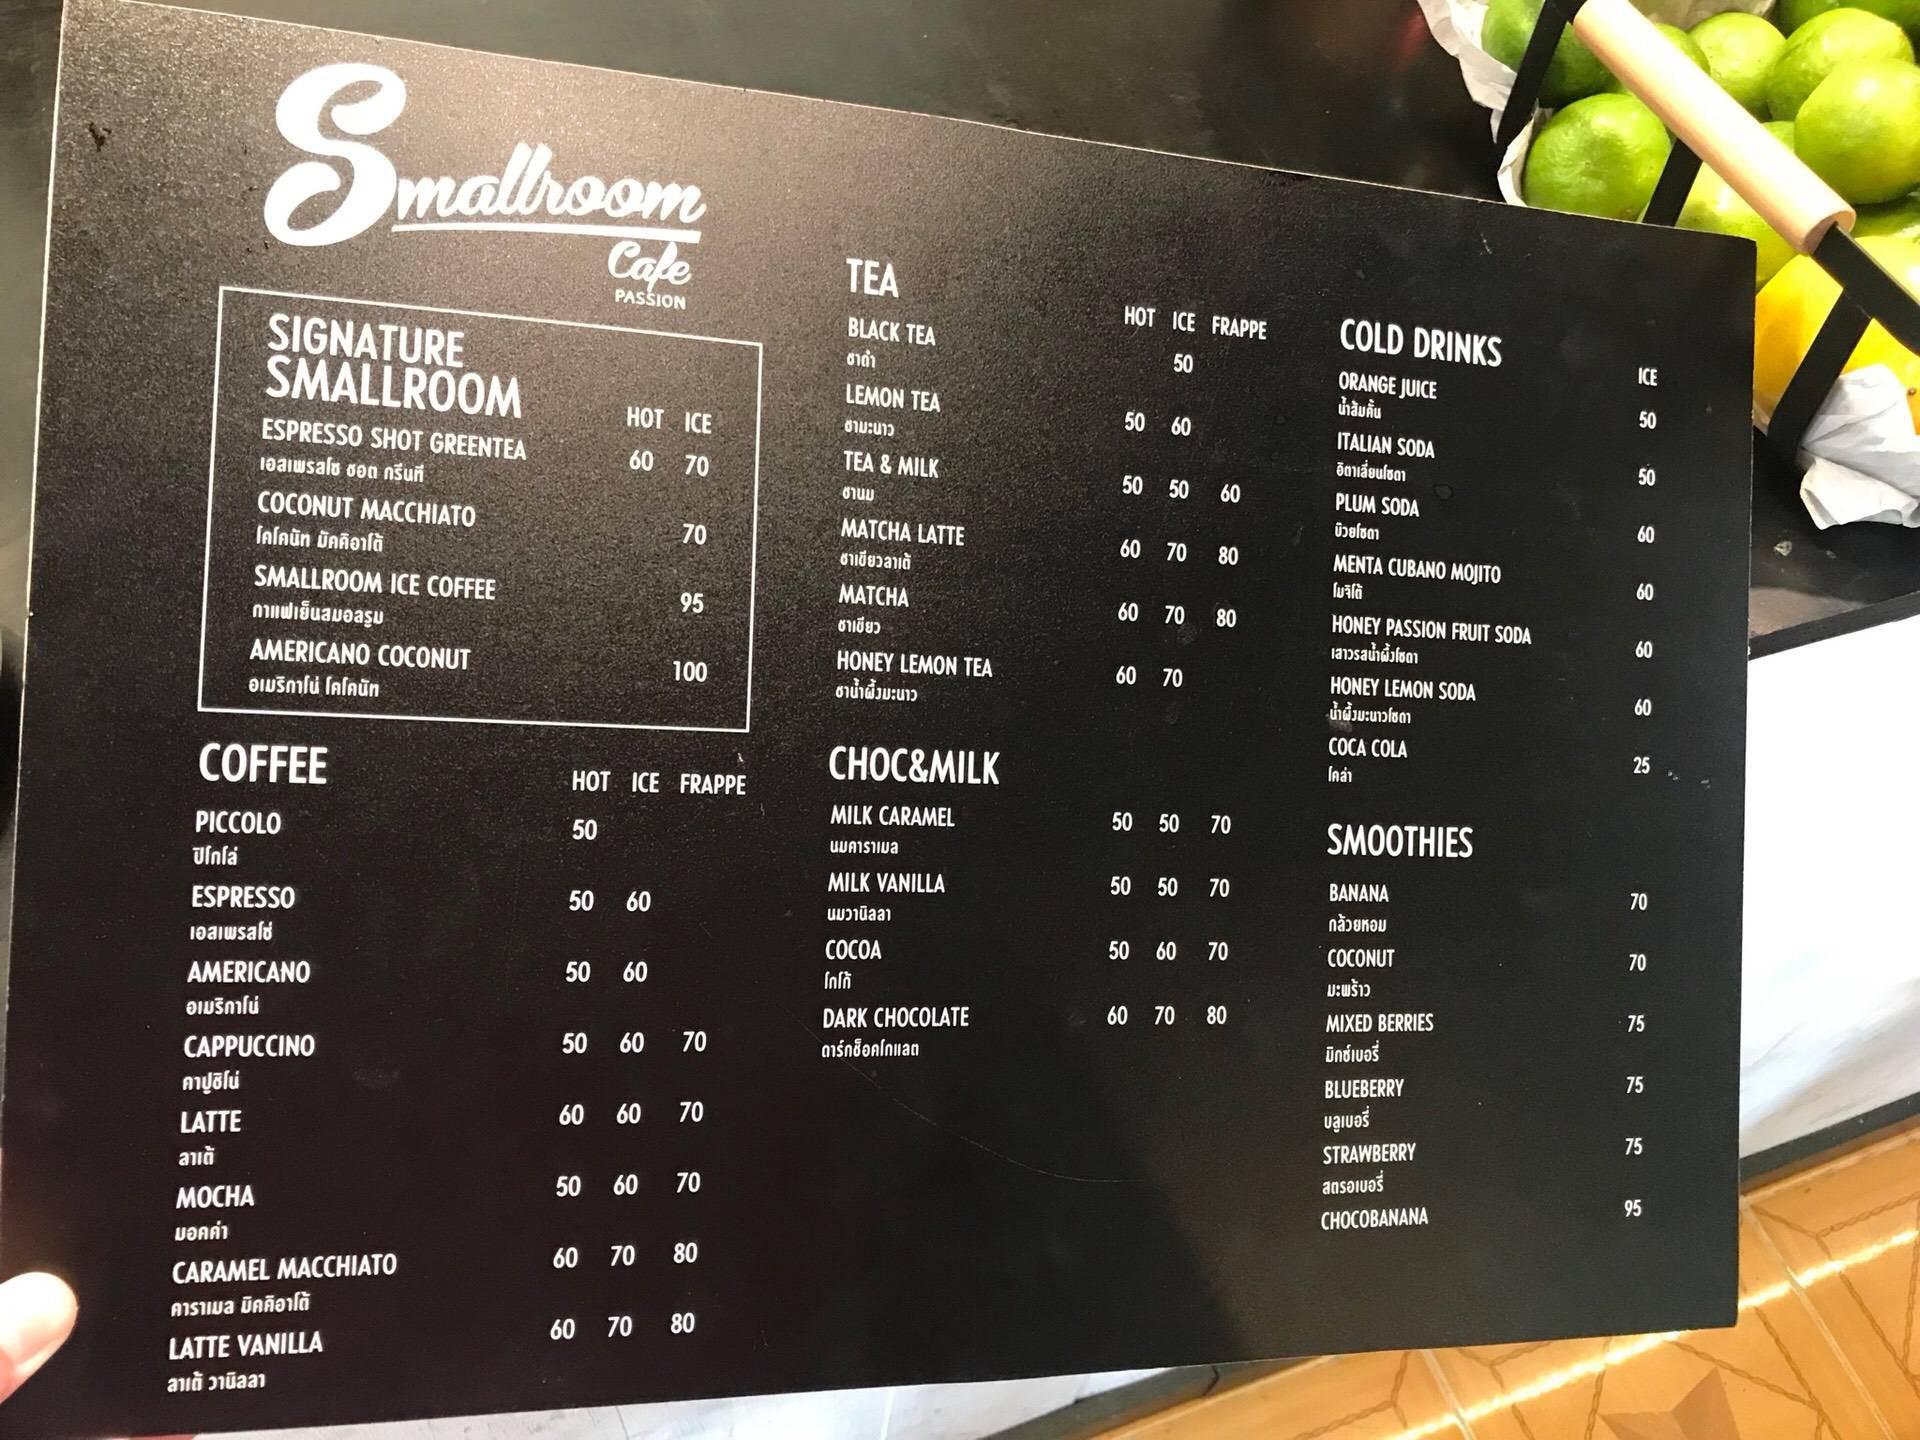 Smallroom
Cafe
PASSION
SIGNATURE
SMALLROOM
HOT ICE
ESPRESSO SHOT GREENTEA 60 70
เอสเพรสโซ ชอต กรีนที
COCONUT MACCHIATO 70
โคโคนัท มัคคิอาโต้
SMALLROOM ICE COFFEE 95
กาแฟเย็นสมอลรูม
AMERICANO COCONUT 100
อเมริกาโน่ โคโคนัท
COFFEE HOT ICE FRAPPE
PICCOLO 50
ปิโกโล่
ESPRESSO 50 60
เอสเพรสโซ่
AMERICANO 50 60
อเมริกาโน่
CAPPUCCINO 50 60 70
คาปูชิโน่
LATTE 60 60 70
ลาเต้
MOCHA 50 60 70
มอคค่า
CARAMEL MACCHIATO 60 70 80
คาราเมล มัคคิอาโต้
LATTE VANILLA 60 70 80
ลาเต้ วานิลลา
TEA
HOT ICE FRAPPE
BLACK TEA 50
ชาดำ
LEMON TEA 50 60
ชามะนาว
TEA & MILK 50 50 60
ชานม
MATCHA LATTE 60 70 80
ชาเขียวลาเต้
MATCHA 60 70 80
ชาเขียว
HONEY LEMON TEA 60 70
ชาน้ำผึ้งมะนาว
CHOC&MILK
MILK CARAMEL 50 50 70
นมคาราเมล
MILK VANILLA 50 50 70
นมวานิลลา
COCOA 50 60 70
โกโก้
DARK CHOCOLATE 60 70 80
ดาร์กช็อคโกแลต
COLD DRINKS
ICE
ORANGE JUICE 50
น้ำส้มคั้น
ITALIAN SODA 50
อิตาเลี่ยนโซดา
PLUM SODA 60
บ๊วยโซดา
MENTA CUBANO MOJITO 60
โมจิโต้
HONEY PASSION FRUIT SODA 60
เสาวรสน้ำผึ้งโซดา
HONEY LEMON SODA 60
น้ำผึ้งมะนาวโซดา
COCA COLA 25
โคล่า
SMOOTHIES
BANANA 70
กล้วยหอม
COCONUT 70
มะพร้าว
MIXED BERRIES 75
มิกซ์เบอรี่
BLUEBERRY 75
บลูเบอรี่
STRAWBERRY 75
สตรอเบอรี่
CHOCOBANANA 95